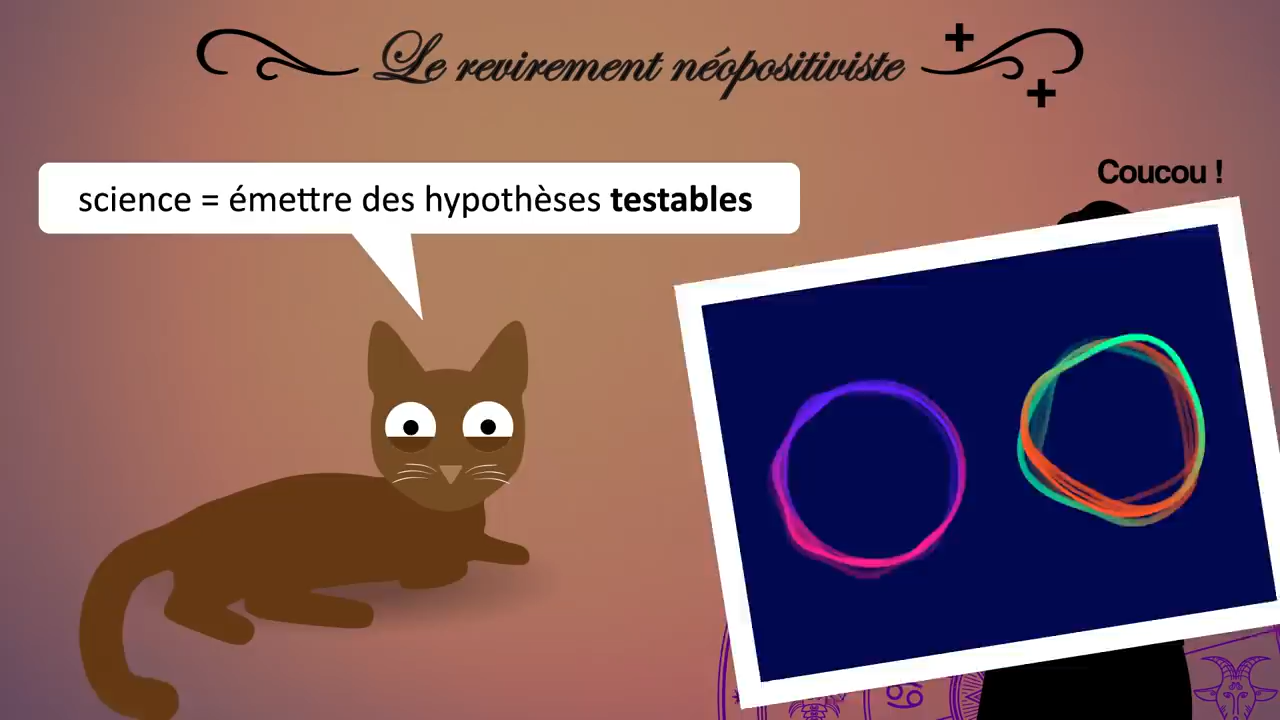 Le revirement néopositiviste
++
Coucou !
science = émettre des hypothèses testables